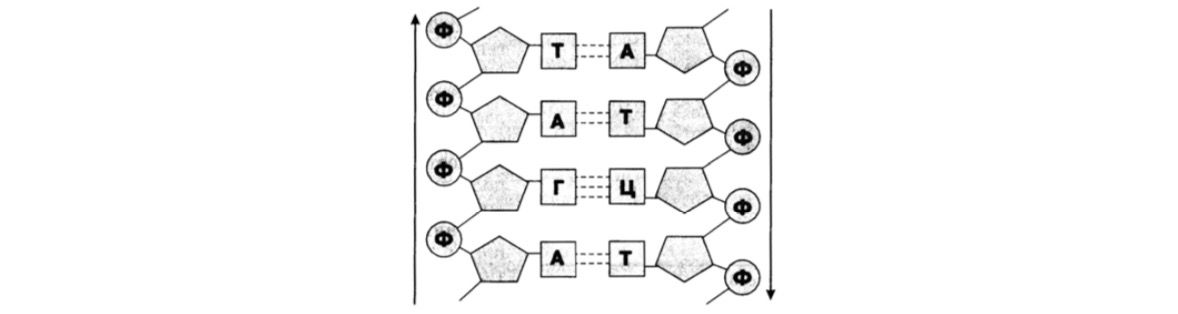 Ф Т А Ф
Ф А Т Ф
Ф Г Ц Ф
Ф А Т Ф